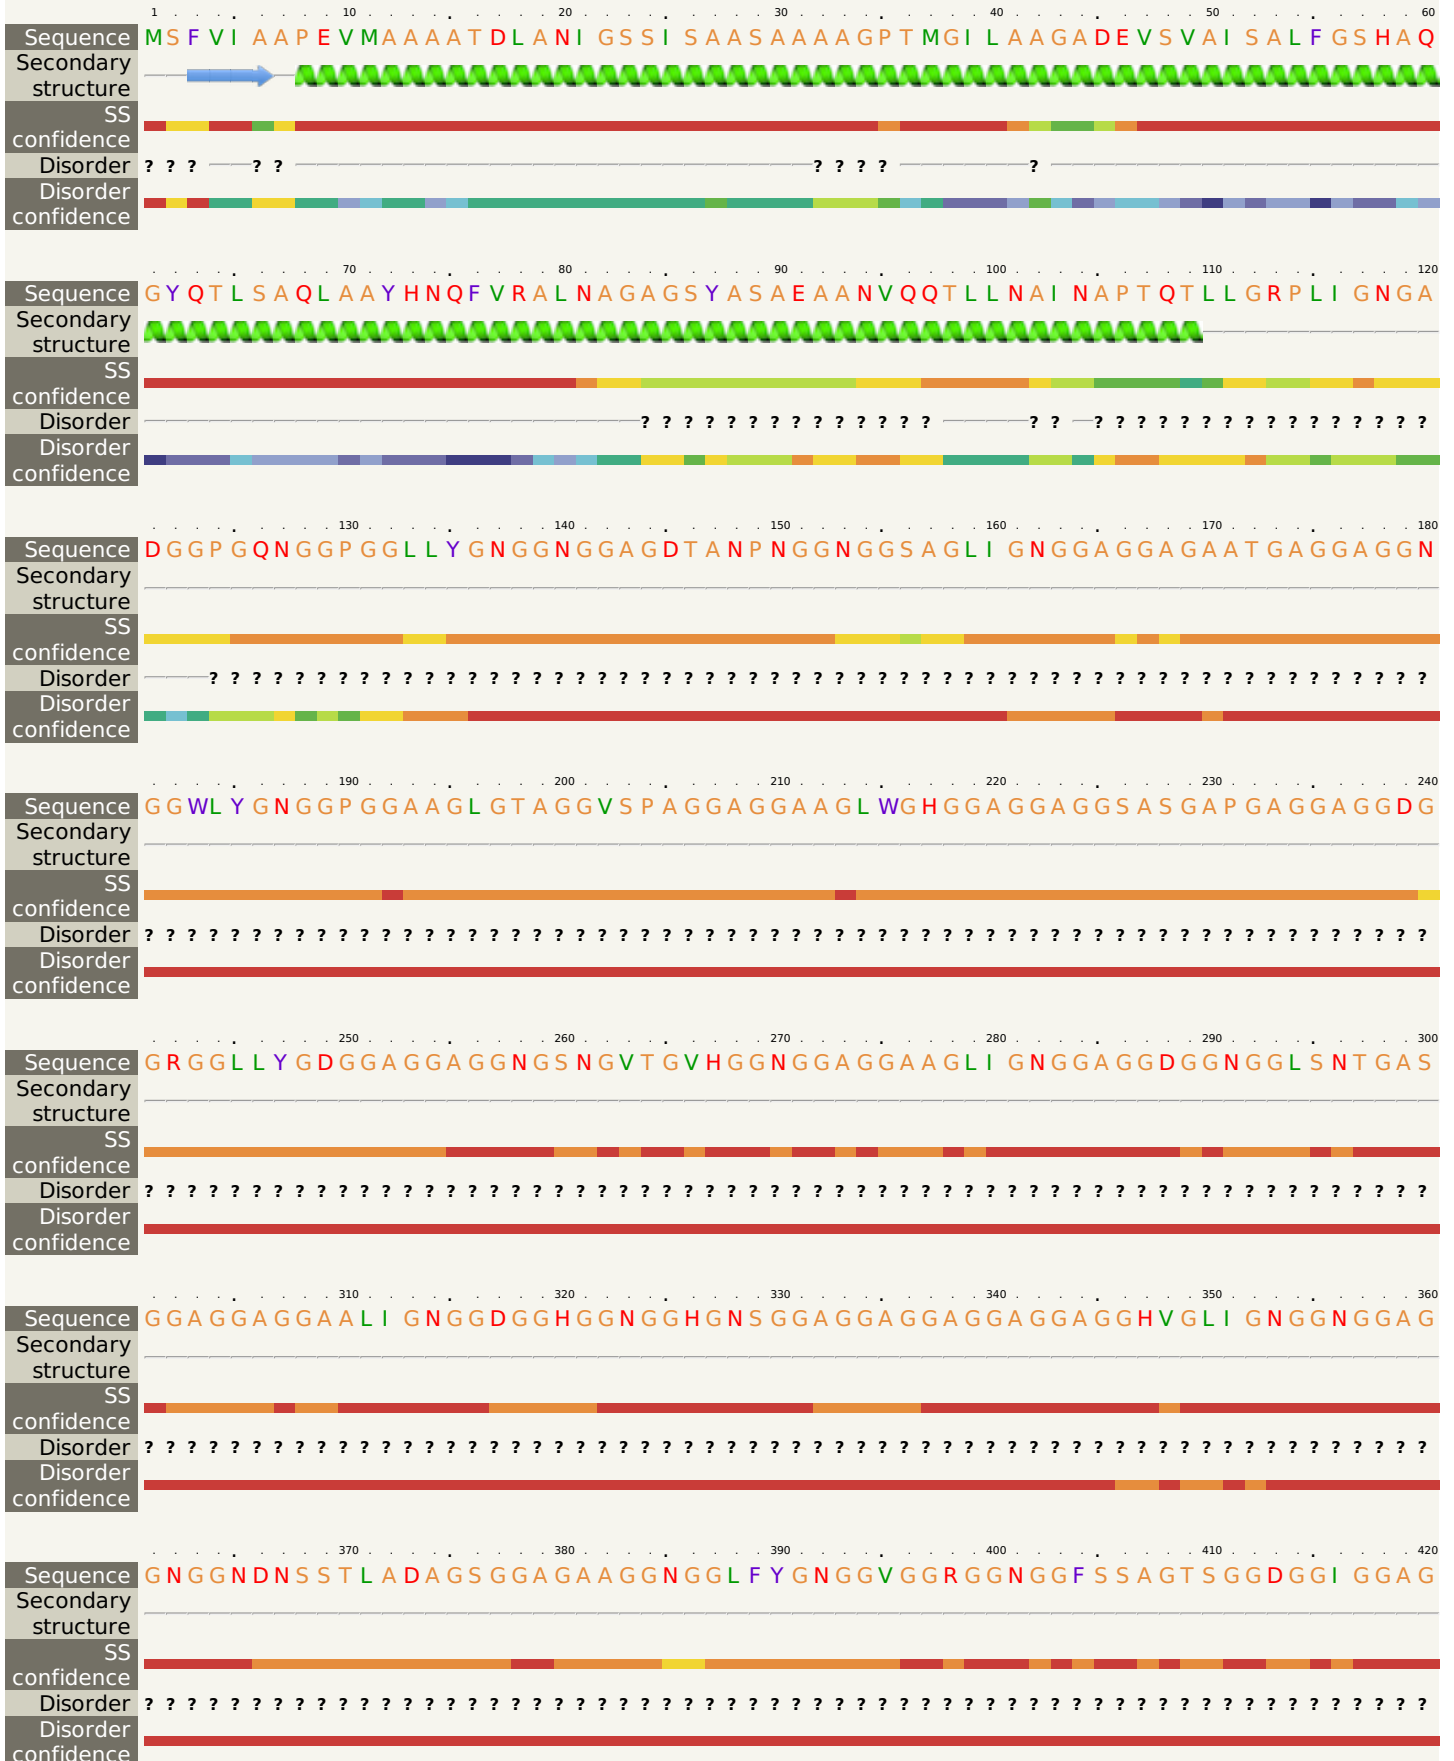 1 10 20 30 40 50 60
Sequence M S F V I A A P E V M A A A A T D L A N I G S S I S A A S A A A A G P T M G I L A A G A D E V S V A I S A L F G S H A Q
Secondary
structure
SS
confidence
Disorder ? ? ? ? ? ? ? ? ? ?
Disorder
confidence
70 80 90 100 110 120
Sequence G Y Q T L S A Q L A A Y H N Q F V R A L N A G A G S Y A S A E A A N V Q Q T L L N A I N A P T Q T L L G R P L I G N G A
Secondary
structure
SS
confidence
Disorder ? ? ? ? ? ? ? ? ? ? ? ? ? ? ? ? ? ? ? ? ? ? ? ? ? ? ? ? ? ? ? ?
Disorder
confidence
130 140 150 160 170 180
Sequence D G G P G Q N G G P G G L L Y G N G G N G G A G D T A N P N G G N G G S A G L I G N G G A G G A G A A T G A G G A G G N
Secondary
structure
SS
confidence
Disorder ? ? ? ? ? ? ? ? ? ? ? ? ? ? ? ? ? ? ? ? ? ? ? ? ? ? ? ? ? ? ? ? ? ? ? ? ? ? ? ? ? ? ? ? ? ? ? ? ? ? ? ? ? ? ? ? ?
Disorder
confidence
190 200 210 220 230 240
Sequence G G W L Y G N G G P G G A A G L G T A G G V S P A G G A G G A A G L W G H G G A G G A G G S A S G A P G A G G A G G D G
Secondary
structure
SS
confidence
Disorder ? ? ? ? ? ? ? ? ? ? ? ? ? ? ? ? ? ? ? ? ? ? ? ? ? ? ? ? ? ? ? ? ? ? ? ? ? ? ? ? ? ? ? ? ? ? ? ? ? ? ? ? ? ? ? ? ? ? ? ?
Disorder
confidence
250 260 270 280 290 300
Sequence G R G G L L Y G D G G A G G A G G N G S N G V T G V H G G N G G A G G A A G L I G N G G A G G D G G N G G L S N T G A S
Secondary
structure
SS
confidence
Disorder ? ? ? ? ? ? ? ? ? ? ? ? ? ? ? ? ? ? ? ? ? ? ? ? ? ? ? ? ? ? ? ? ? ? ? ? ? ? ? ? ? ? ? ? ? ? ? ? ? ? ? ? ? ? ? ? ? ? ? ?
Disorder
confidence
310 320 330 340 350 360
Sequence G G A G G A G G A A L I G N G G D G G H G G N G G H G N S G G A G G A G G A G G A G G A G G H V G L I G N G G N G G A G
Secondary
structure
SS
confidence
Disorder ? ? ? ? ? ? ? ? ? ? ? ? ? ? ? ? ? ? ? ? ? ? ? ? ? ? ? ? ? ? ? ? ? ? ? ? ? ? ? ? ? ? ? ? ? ? ? ? ? ? ? ? ? ? ? ? ? ? ? ?
Disorder
confidence
370 380 390 400 410 420
Sequence G N G G N D N S S T L A D A G S G G A G A A G G N G G L F Y G N G G V G G R G G N G G F S S A G T S G G D G G I G G A G
Secondary
structure
SS
confidence
Disorder ? ? ? ? ? ? ? ? ? ? ? ? ? ? ? ? ? ? ? ? ? ? ? ? ? ? ? ? ? ? ? ? ? ? ? ? ? ? ? ? ? ? ? ? ? ? ? ? ? ? ? ? ? ? ? ? ? ? ? ?
Disorder
confidence